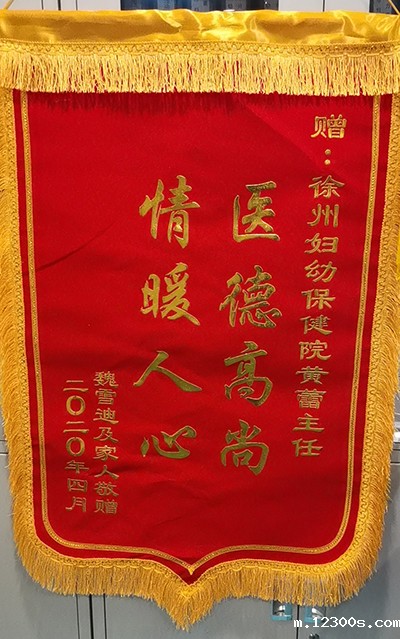 赠：徐州妇幼保健院黄蕾主任
医德高尚
情暖人心
魏雪迪及家人敬赠
二〇二〇年四月
m.12300s.com